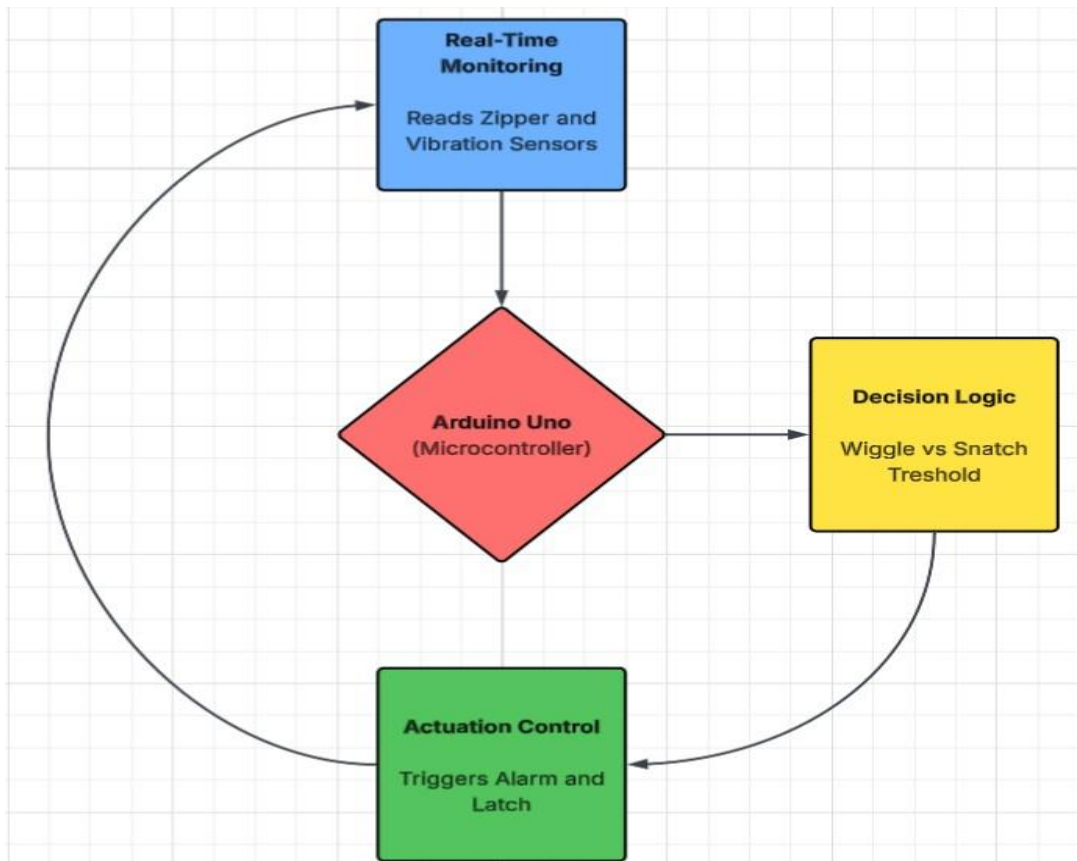 Real-Time
Monitoring
Reads Zipper and
Vibration Sensors
Arduino Uno
(Microcontroller)
Decision Logic
Wiggle vs Snatch
Treshold
Actuation Control
Triggers Alarm and
Latch